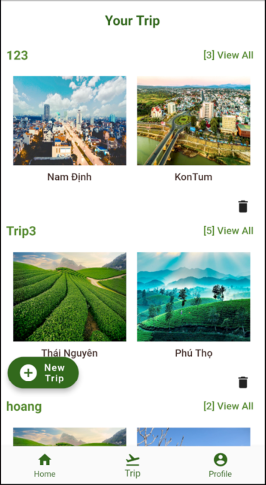 Your Trip
123
[3] View All
Nam Định
KonTum
Trip3
[5] View All
Thái Nguyên
Phú Thọ
New
Trip
hoang
[2] View All
Home
Trip
Profile